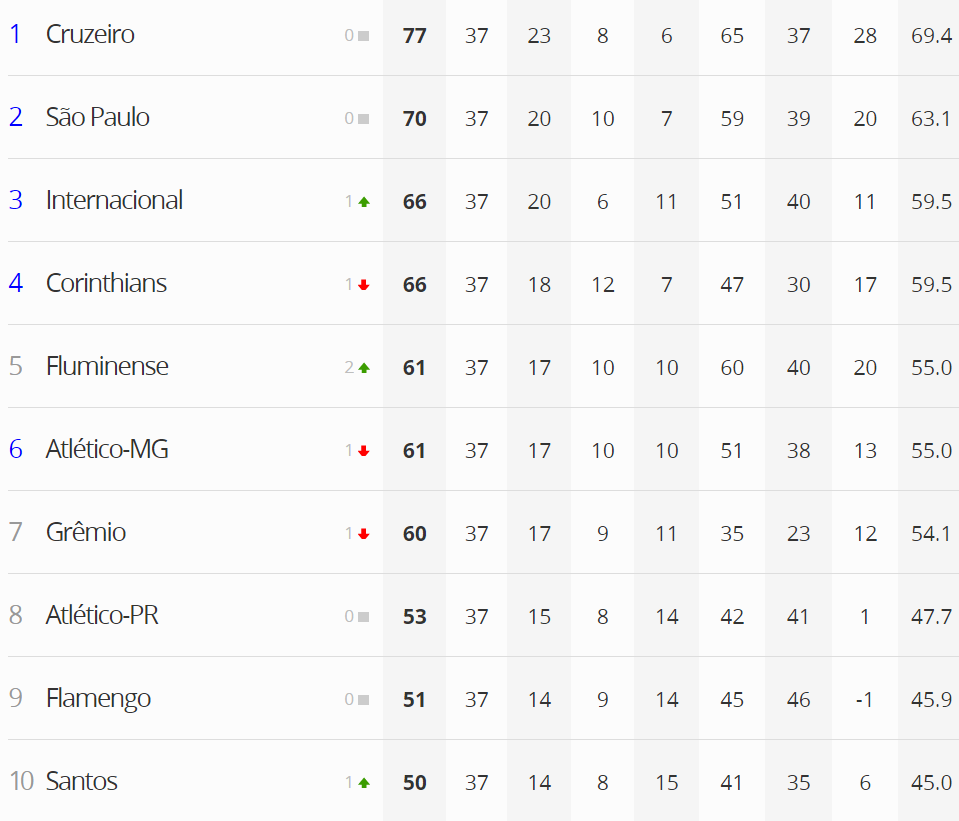 1 Cruzeiro 0 77 37 23 8 6 65 37 28 69.4
2 São Paulo 0 70 37 20 10 7 59 39 20 63.1
3 Internacional 1 66 37 20 6 11 51 40 11 59.5
4 Corinthians 1 66 37 18 12 7 47 30 17 59.5
5 Fluminense 2 61 37 17 10 10 60 40 20 55.0
6 Atlético-MG 1 61 37 17 10 10 51 38 13 55.0
7 Grêmio 1 60 37 17 9 11 35 23 12 54.1
8 Atlético-PR 0 53 37 15 8 14 42 41 1 47.7
9 Flamengo 0 51 37 14 9 14 45 46 -1 45.9
10 Santos 1 50 37 14 8 15 41 35 6 45.0